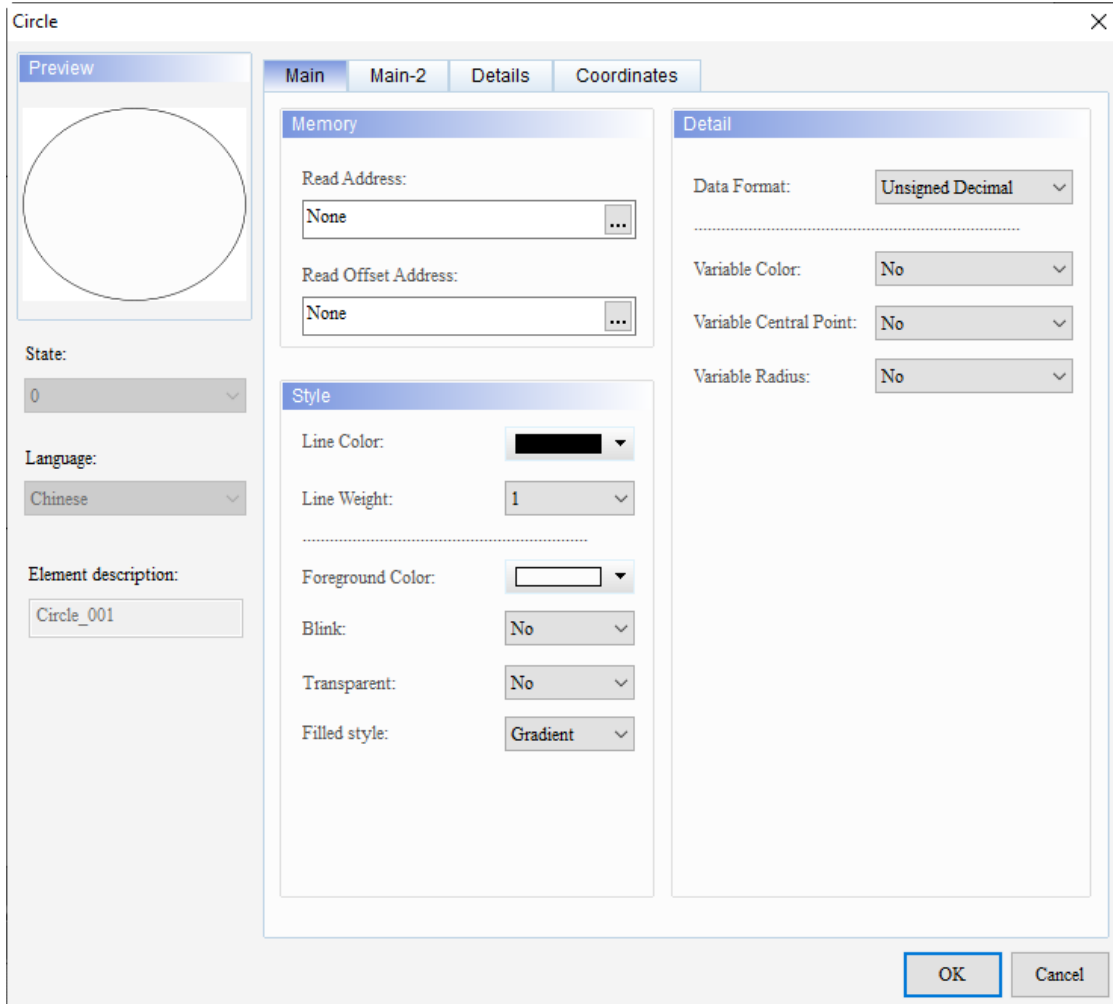 Circle
Preview
State:
0
Language:
Chinese
Element description:
Circle_001
Main
Main-2
Details
Coordinates
Memory
Read Address:
None
...
Read Offset Address:
None
...
Style
Line Color:
Line Weight:
1
Foreground Color:
Blink:
No
Transparent:
No
Filled style:
Gradient
Detail
Data Format:
Unsigned Decimal
Variable Color:
No
Variable Central Point:
No
Variable Radius:
No
OK
Cancel